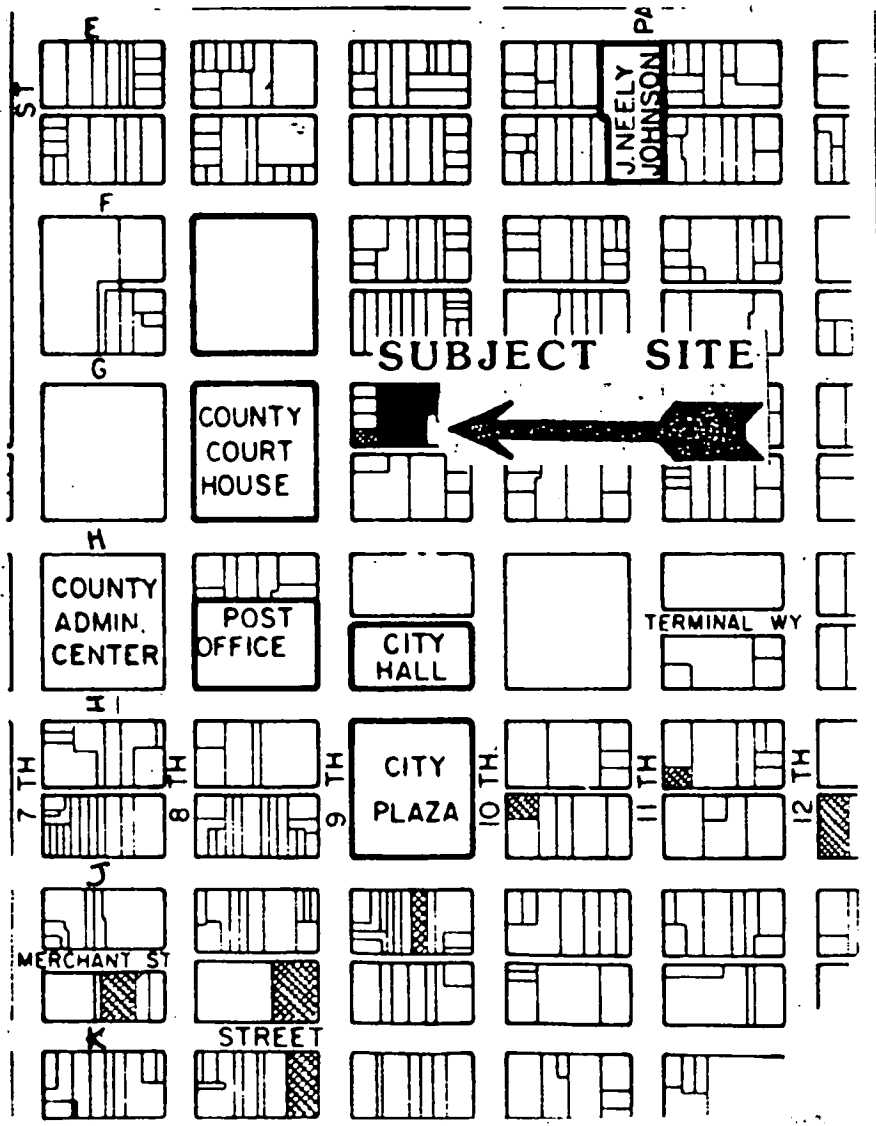 E
PA
ST
J. NEELY
JOHNSON
F
G
SUBJECT SITE
COUNTY
COURT
HOUSE
H
COUNTY
ADMIN.
CENTER
POST
OFFICE
CITY
HALL
TERMINAL WY
I
7 TH
8 TH
9 TH
CITY
PLAZA
10 TH.
11 TH
12 TH
J
MERCHANT ST
K STREET